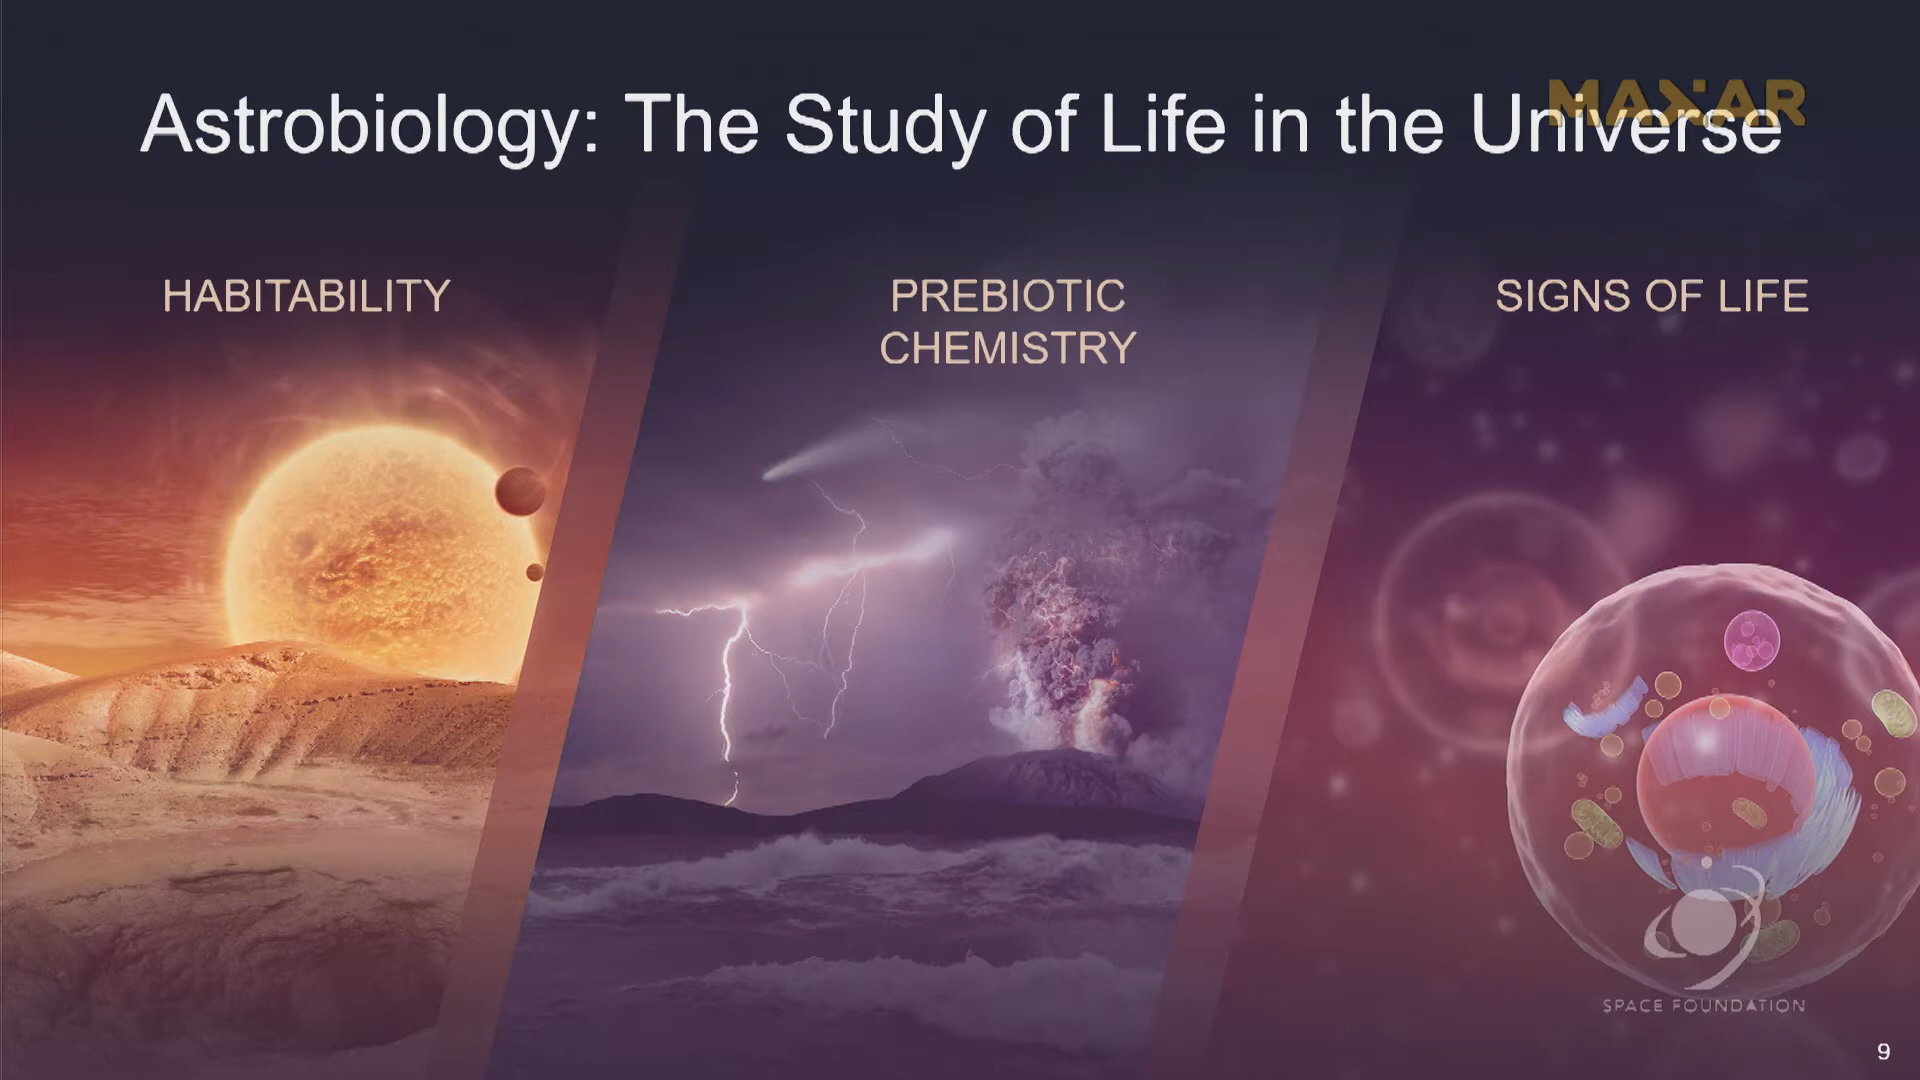 MAXAR
Astrobiology: The Study of Life in the Universe
HABITABILITY
PREBIOTIC
CHEMISTRY
SIGNS OF LIFE
SPACE FOUNDATION
9